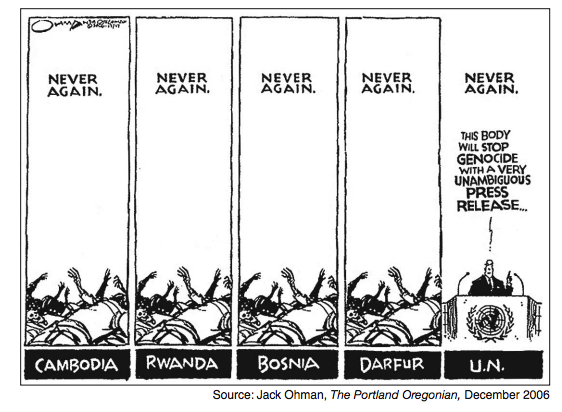 OHMAN
NEVER
AGAIN.
CAMBODIA
NEVER
AGAIN.
RWANDA
NEVER
AGAIN.
BOSNIA
NEVER
AGAIN.
DARFUR
NEVER
AGAIN.
THIS BODY
WILL STOP
GENOCIDE
WITH A VERY
UNAMBIGUOUS
PRESS
RELEASE...
U.N.
Source: Jack Ohman, The Portland Oregonian, December 2006